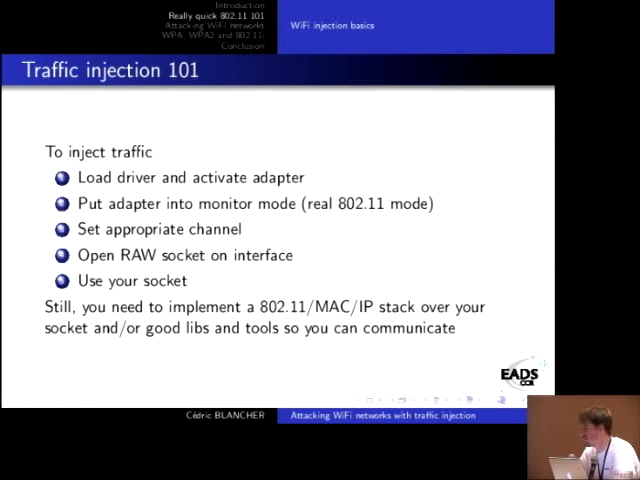 Introduction
Really quick 802.11 101
Attacking WiFi networks
WPA, WPA2 and 802.11i
Conclusion
WiFi injection basics
Traffic injection 101
To inject traffic
Load driver and activate adapter
Put adapter into monitor mode (real 802.11 mode)
Set appropriate channel
Open RAW socket on interface
Use your socket
Still, you need to implement a 802.11/MAC/IP stack over your
socket and/or good libs and tools so you can communicate
EADS
CCR
Cédric BLANCHER
Attacking WiFi networks with traffic injection